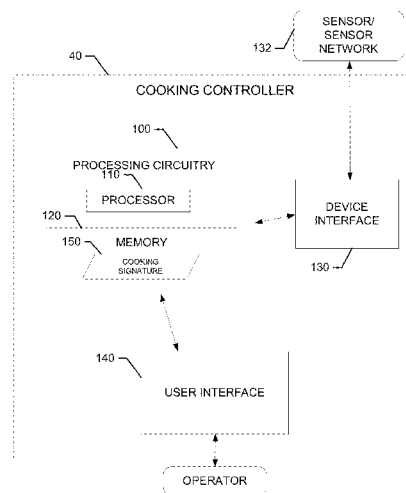 SENSOR/
SENSOR
NETWORK
132
40
COOKING CONTROLLER
100
PROCESSING CIRCUITRY
110
PROCESSOR
120
MEMORY
150
COOKING
SIGNATURE
DEVICE
INTERFACE
130
140
USER INTERFACE
OPERATOR